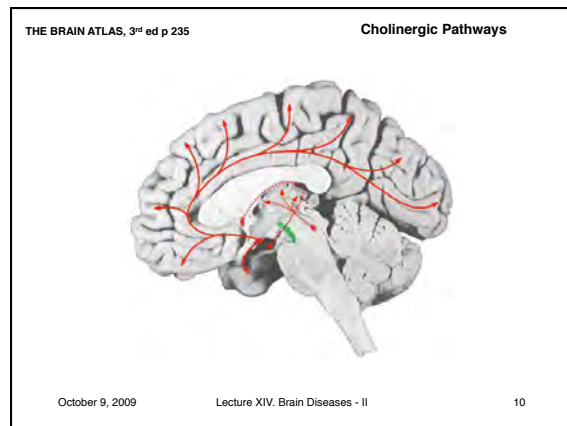 THE BRAIN ATLAS, 3rd ed p 235
Cholinergic Pathways
October 9, 2009
Lecture XIV. Brain Diseases - II
10